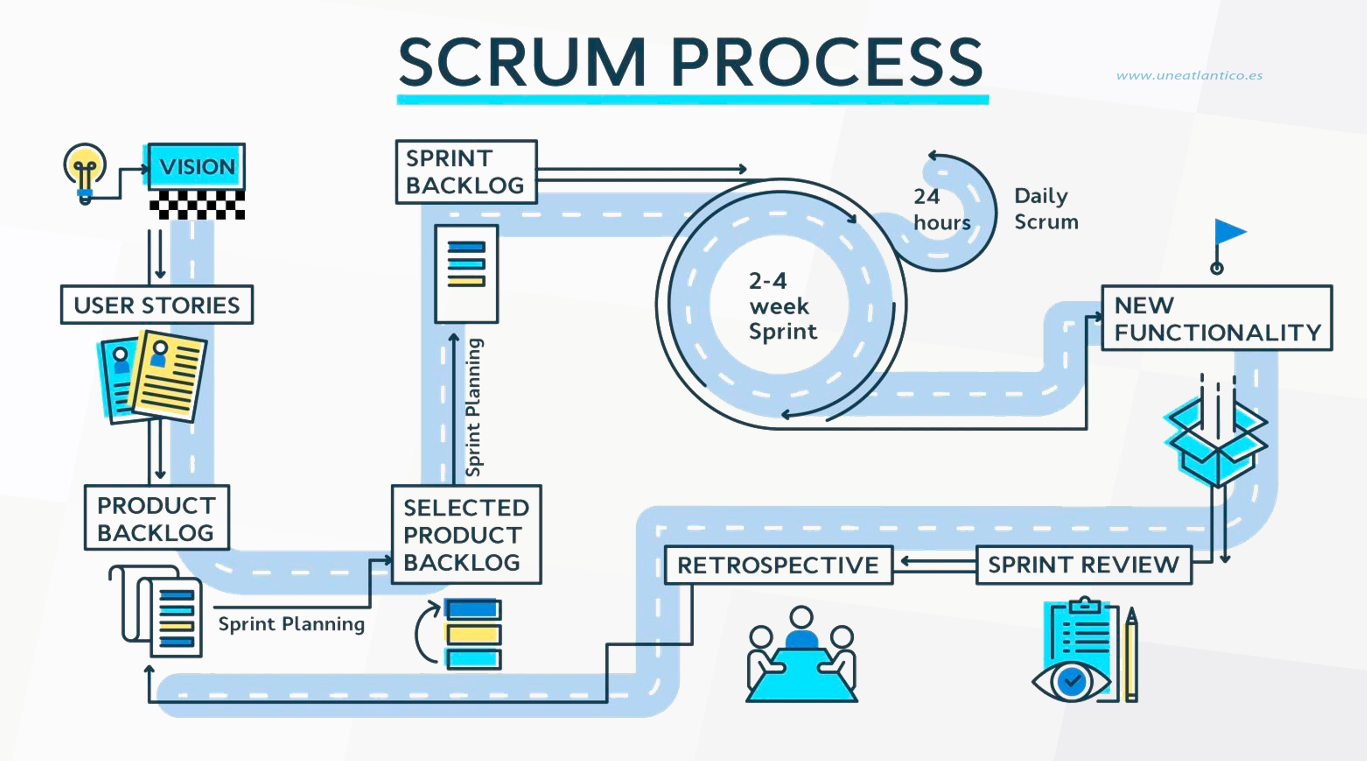 SCRUM PROCESS
www.uneatlantico.es
VISION
USER STORIES
PRODUCT
BACKLOG
Sprint Planning
SELECTED
PRODUCT
BACKLOG
Sprint Planning
SPRINT
BACKLOG
2-4
week
Sprint
24
hours
Daily
Scrum
NEW
FUNCTIONALITY
SPRINT REVIEW
RETROSPECTIVE